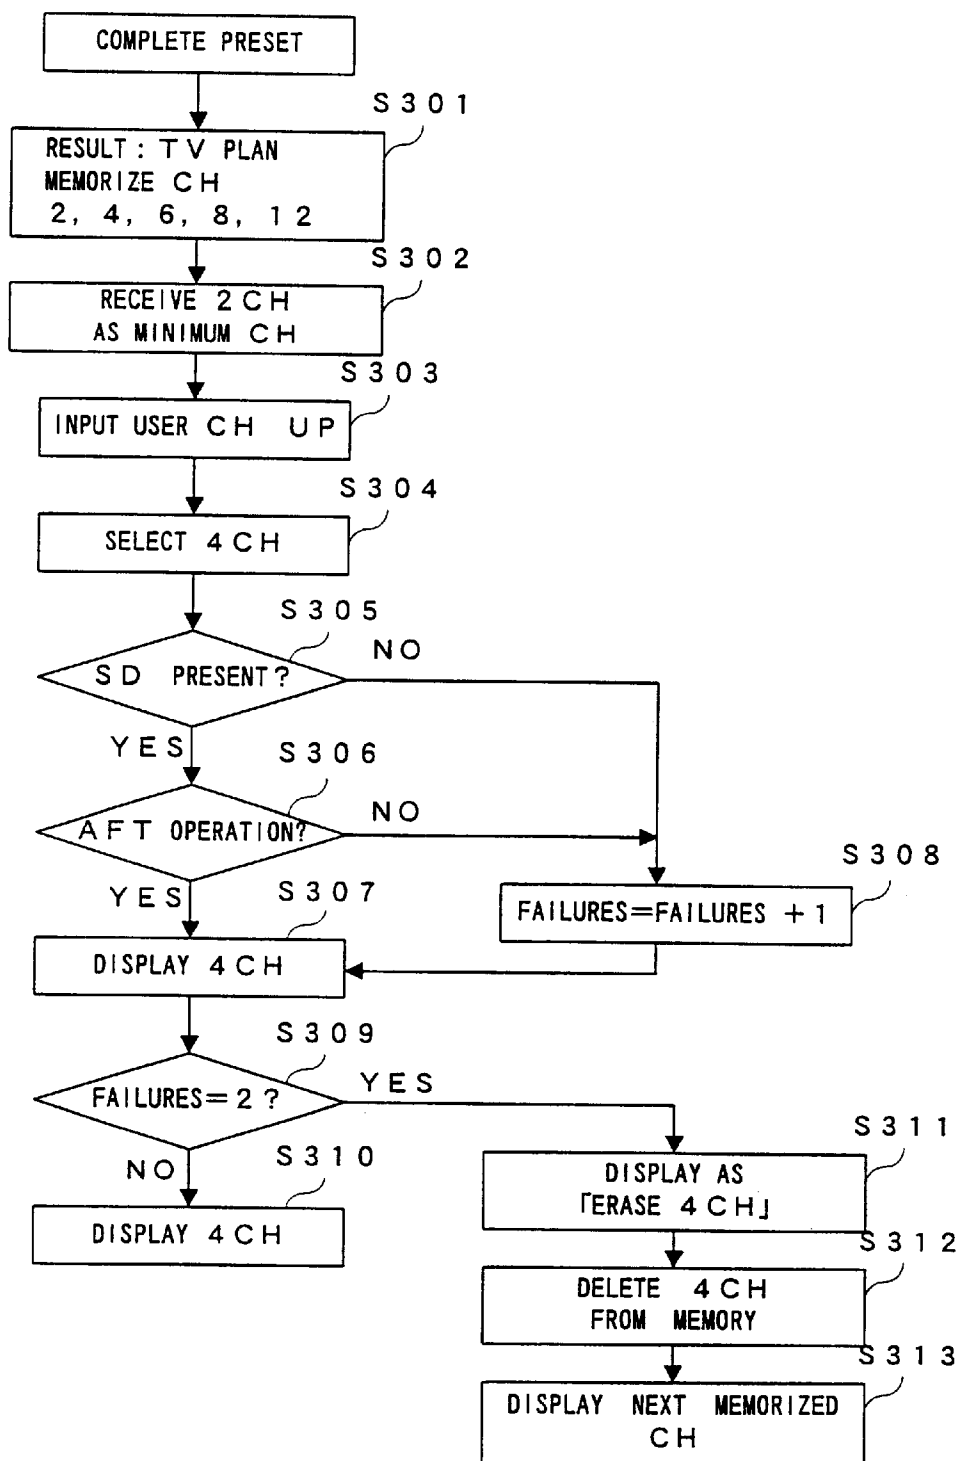 COMPLETE PRESET
S301
RESULT: TV PLAN
MEMORIZE CH
2, 4, 6, 8, 12
S302
RECEIVE 2CH
AS MINIMUM CH
S303
INPUT USER CH UP
S304
SELECT 4CH
S305
SD PRESENT?
NO
YES
S306
AFT OPERATION?
NO
YES
S307
S308
FAILURES=FAILURES +1
DISPLAY 4CH
S309
FAILURES=2?
YES
NO
S310
DISPLAY 4CH
S311
DISPLAY AS
「ERASE 4CH」
S312
DELETE 4CH
FROM MEMORY
S313
DISPLAY NEXT MEMORIZED
CH